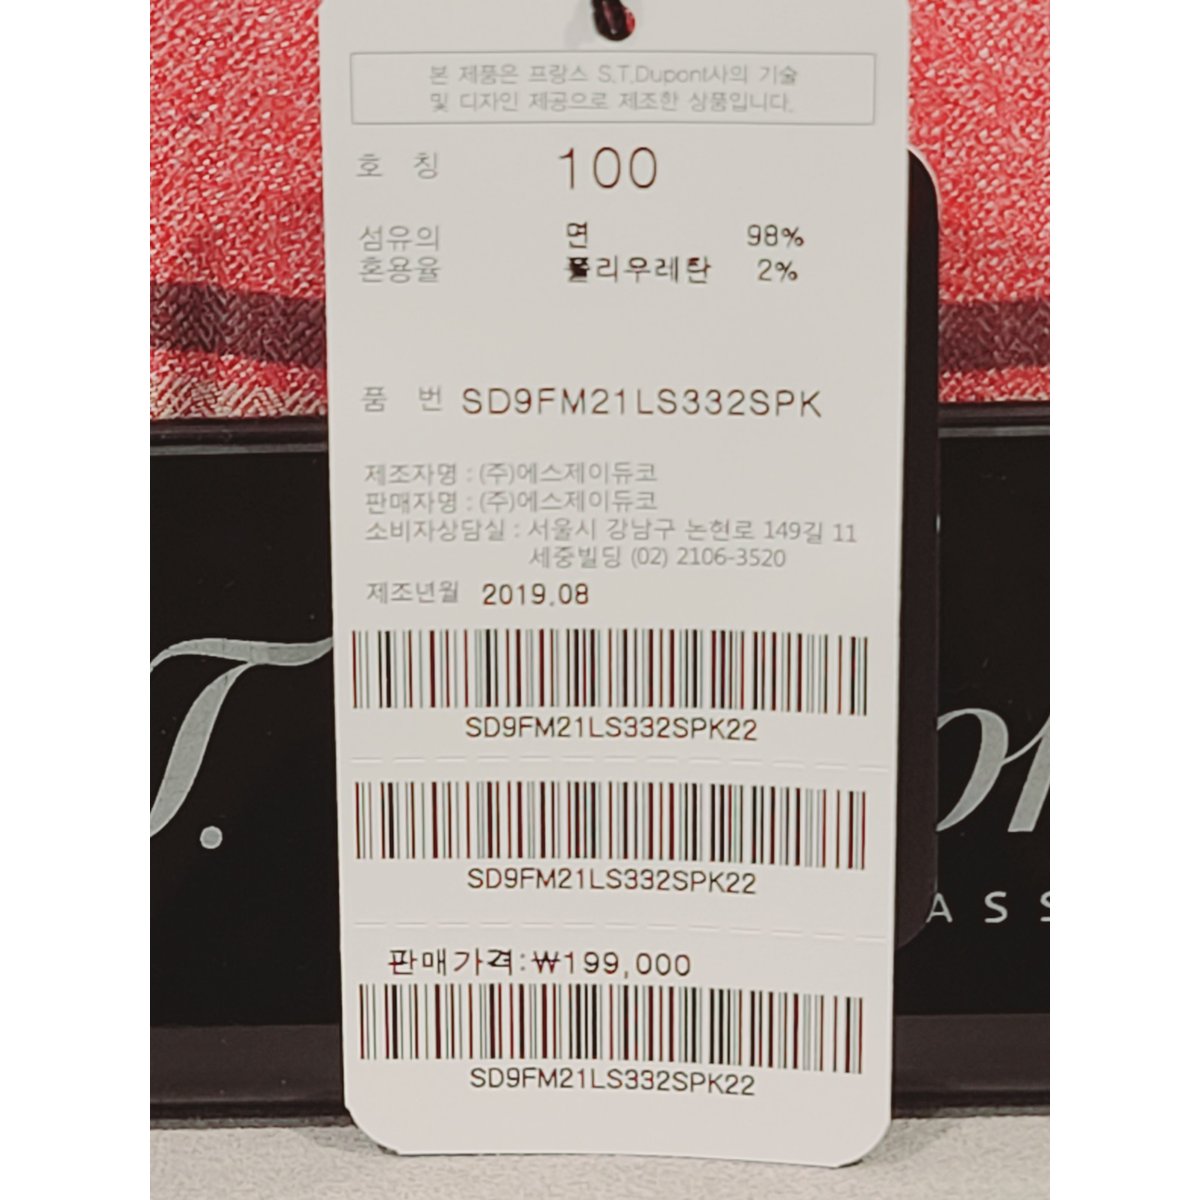 본 제품은 프랑스 S.T.Dupont사의 기술
및 디자인 제공으로 제조한 상품입니다.
호 칭 100
섬유의 면 98%
혼용율 폴리우레탄 2%
품 번 SD9FM21LS332SPK
제조자명 : (주)에스제이듀코
판매자명 : (주)에스제이듀코
소비자상담실 : 서울시 강남구 논현로 149길 11
세중빌딩 (02) 2106-3520
제조년월 2019.08
SD9FM21LS332SPK22
SD9FM21LS332SPK22
판매가격:₩199,000
SD9FM21LS332SPK22
T.
ASS